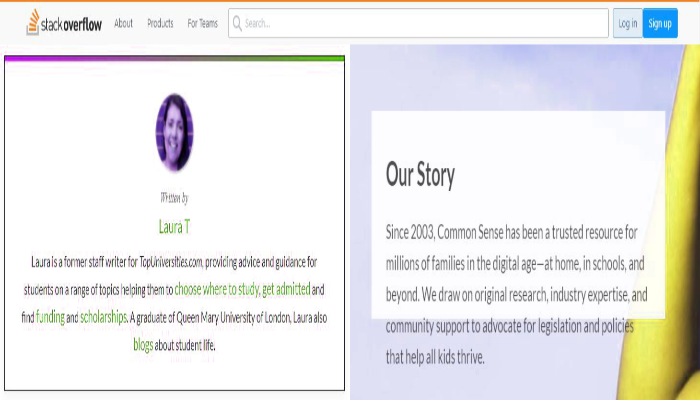 stack overflow About Products For Teams Search... Log in Sign up
Written by
Laura T
Laura is a former staff writer for TopUniversities.com, providing advice and guidance for
students on a range of topics helping them to choose where to study, get admitted and
find funding and scholarships. A graduate of Queen Mary University of London, Laura also
blogs about student life.
Our Story
Since 2003, Common Sense has been a trusted resource for
millions of families in the digital age—at home, in schools, and
beyond. We draw on original research, industry expertise, and
community support to advocate for legislation and policies
that help all kids thrive.